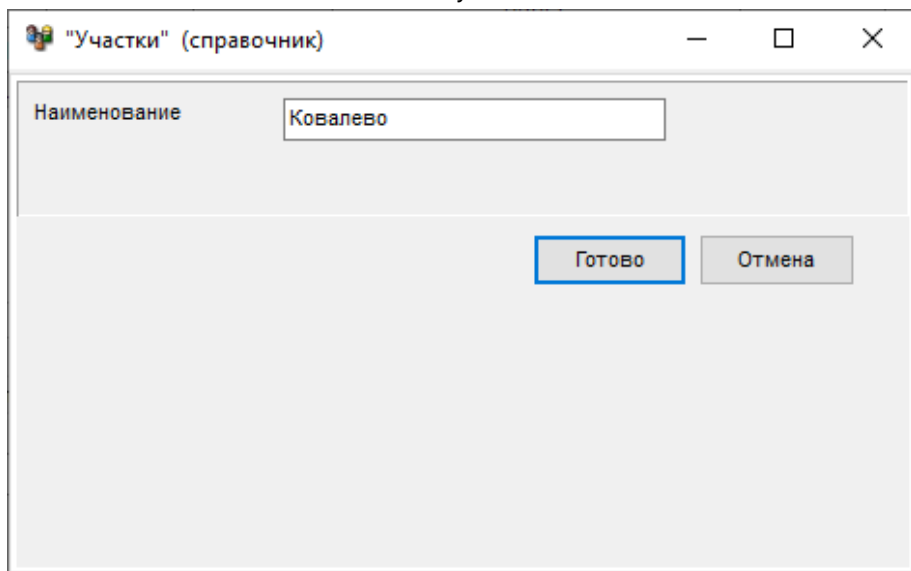 "Участки" (справочник)
Наименование
Ковалево
Готово
Отмена